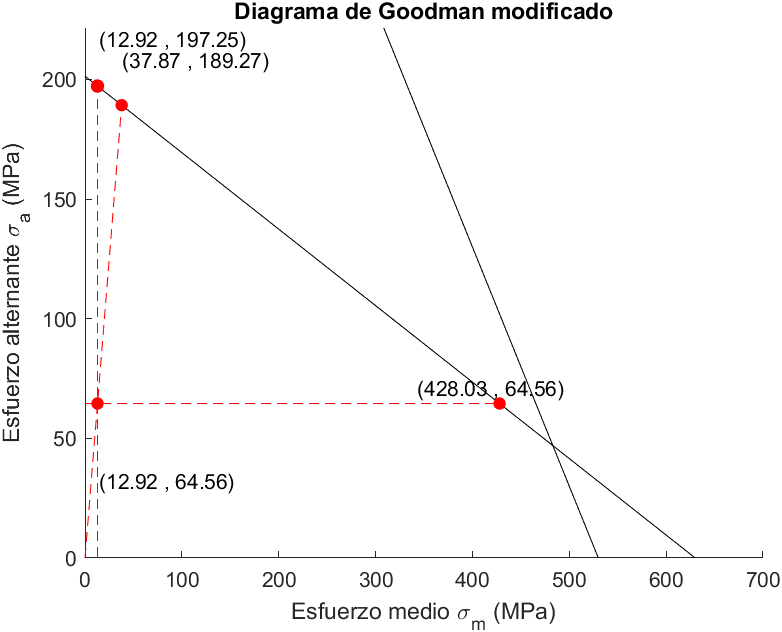 Diagrama de Goodman modificado
(12.92 , 197.25)
(37.87 , 189.27)
200
150
100
50
0
Esfuerzo alternante σa (MPa)
(428.03 , 64.56)
(12.92 , 64.56)
0 100 200 300 400 500 600 700
Esfuerzo medio σm (MPa)